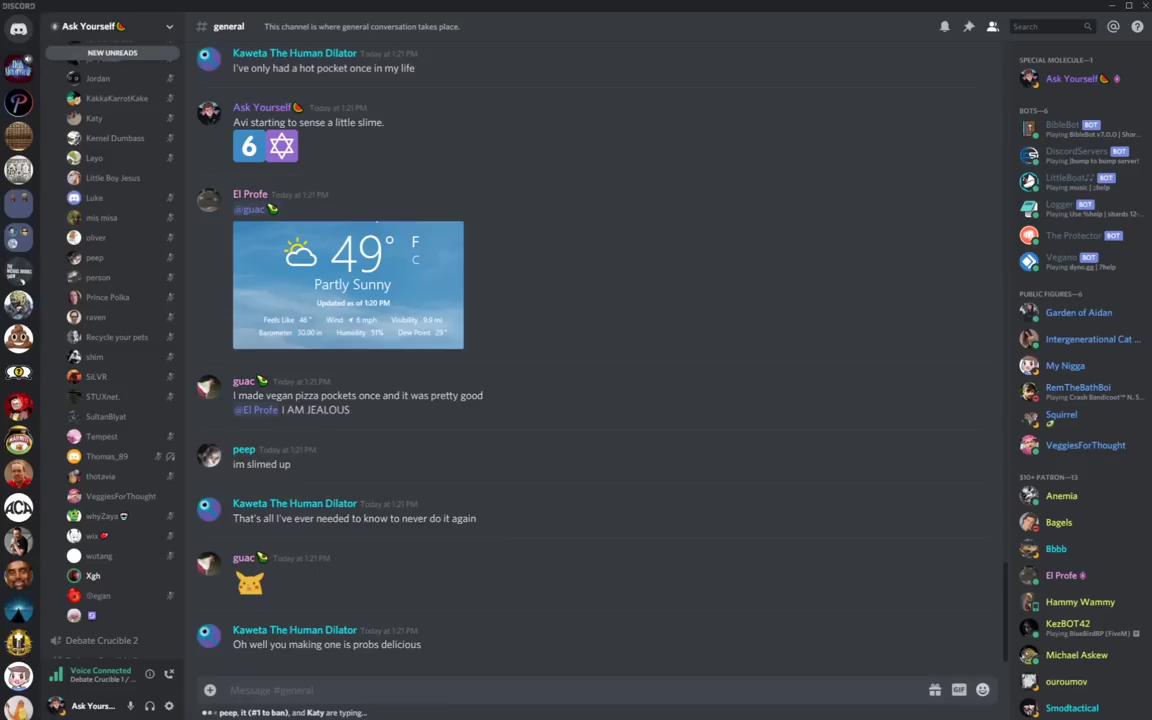 DISCORD
Ask Yourself
NEW UNREADS
Jordan
KakkaKarrotKake
Katy
Kernel Dumbass
Layo
Little Boy Jesus
Luke
mis misa
oliver
peep
person
Prince Polka
raven
Recycle your pets
shim
SiLVR
STUXnet.
SultanBlyat
Tempest
Thomas_89
thotavia
VeggiesForThought
whyZaya
wix
wutang
Xgh
egan
Debate Crucible 2
Voice Connected
Debate Crucible 1 / ...
Ask Yours...
# general
This channel is where general conversation takes place.
Search
Kaweta The Human Dilator Today at 1:21 PM
I've only had a hot pocket once in my life
Ask Yourself Today at 1:21 PM
Avi starting to sense a little slime.
6
El Profe Today at 1:21 PM
@guac
49° F
C
Partly Sunny
Updated as of 1:20 PM
Feels Like 46° Wind 6 mph Visibility 9.9 mi
Barometer 30.00 in Humidity 51% Dew Point 29°
guac Today at 1:21 PM
I made vegan pizza pockets once and it was pretty good
@El Profe I AM JEALOUS
peep Today at 1:21 PM
im slimed up
Kaweta The Human Dilator Today at 1:21 PM
That's all I've ever needed to know to never do it again
guac Today at 1:21 PM
Kaweta The Human Dilator Today at 1:21 PM
Oh well you making one is probs delicious
Message #general
GIF
peep, it (#1 to ban), and Katy are typing...
SPECIAL MOLECULE—1
Ask Yourself
BOTS—6
BibleBot BOT
Playing BibleBot v7.0.0 | Shar...
DiscordServers BOT
Playing !bump to bump server!
LittleBoat BOT
Playing music | ;help
Logger BOT
Playing Use %help | shards 12-...
The Protector BOT
Vegano BOT
Playing dyno.gg | ?help
PUBLIC FIGURES—6
Garden of Aidan
Intergenerational Cat ...
My Nigga
RemTheBathBoi
Playing Crash Bandicoot™ N. S...
Squirrel
VeggiesForThought
$10+ PATRON—13
Anemia
Bagels
Bbbb
El Profe
Hammy Wammy
KezBOT42
Playing BlueBirdRP [FiveM]
Michael Askew
ouroumov
Smodtactical